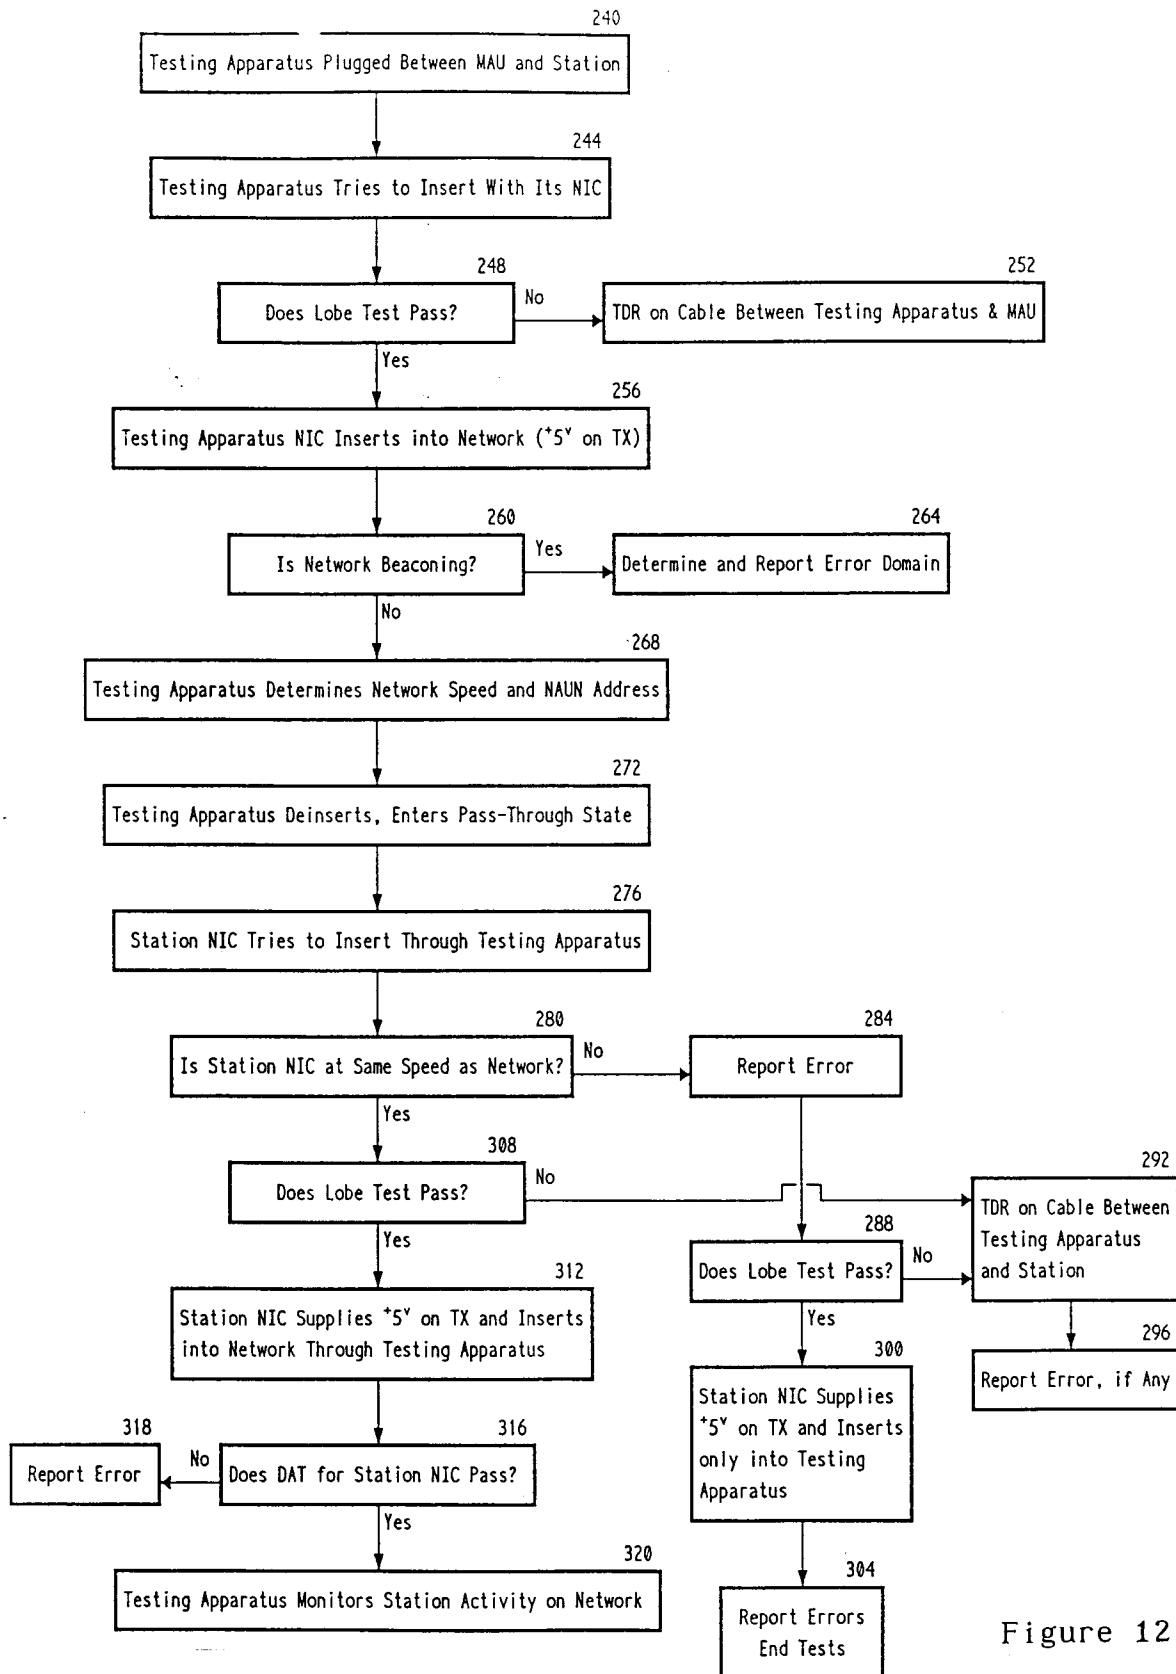 240
Testing Apparatus Plugged Between MAU and Station
244
Testing Apparatus Tries to Insert With Its NIC
248
Does Lobe Test Pass?
No
252
TDR on Cable Between Testing Apparatus & MAU
Yes
256
Testing Apparatus NIC Inserts into Network (+5v on TX)
260
Is Network Beaconing?
Yes
264
Determine and Report Error Domain
No
268
Testing Apparatus Determines Network Speed and NAUN Address
272
Testing Apparatus Deinserts, Enters Pass-Through State
276
Station NIC Tries to Insert Through Testing Apparatus
280
Is Station NIC at Same Speed as Network?
No
284
Report Error
Yes
308
Does Lobe Test Pass?
No
292
TDR on Cable Between
Testing Apparatus
and Station
288
Does Lobe Test Pass?
No
Yes
296
Report Error, if Any
Yes
312
Station NIC Supplies +5v on TX and Inserts
into Network Through Testing Apparatus
300
Station NIC Supplies
+5v on TX and Inserts
only into Testing
Apparatus
318
Report Error
No
316
Does DAT for Station NIC Pass?
Yes
320
Testing Apparatus Monitors Station Activity on Network
304
Report Errors
End Tests
Figure 12